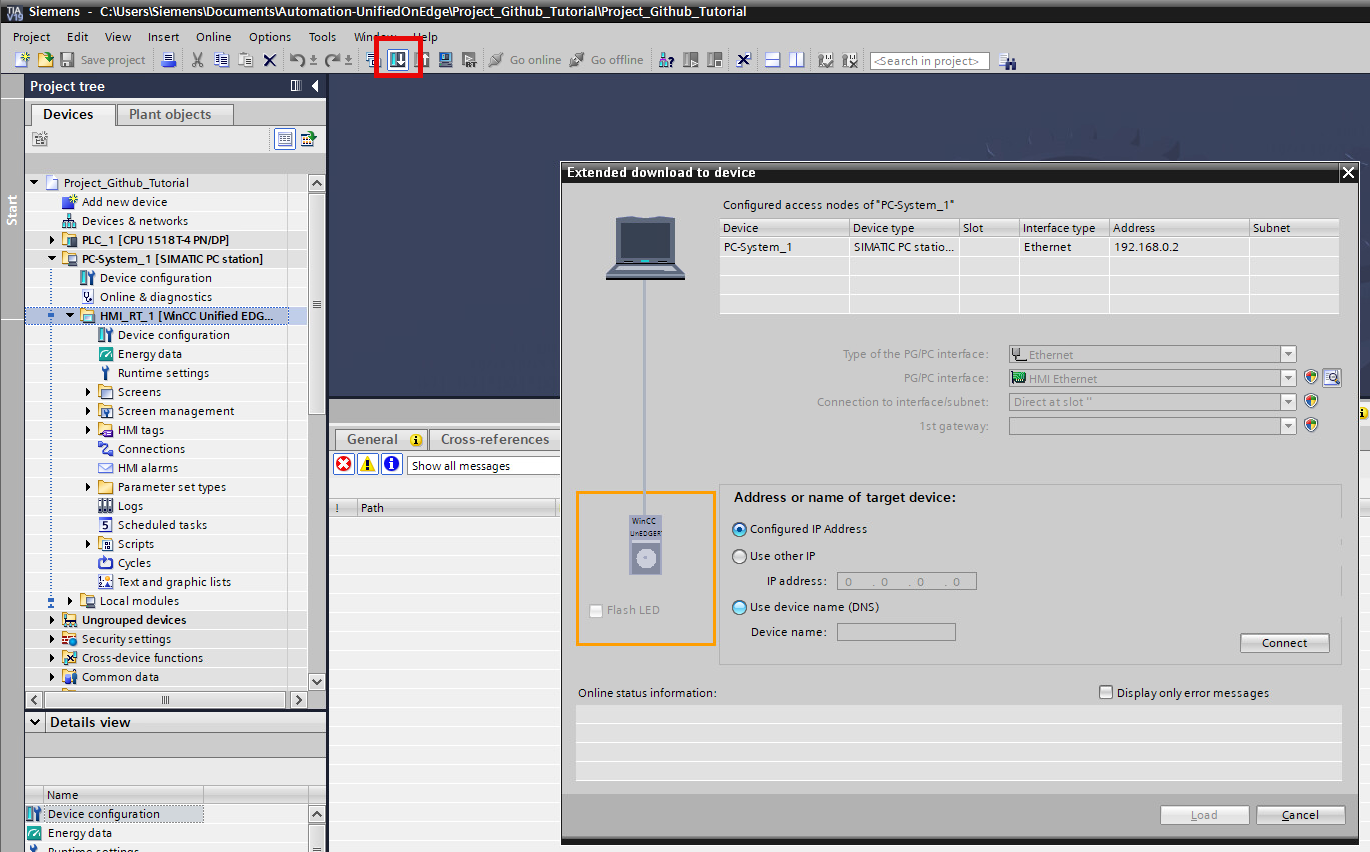 TIA V19 Siemens - C:\Users\Siemens\Documents\Automation-UnifiedOnEdge\Project_Github_Tutorial\Project_Github_Tutorial
Project Edit View Insert Online Options Tools Window Help
Save project Go online Go offline <Search in project>
Start
Project tree
Devices Plant objects
Project_Github_Tutorial
Add new device
Devices & networks
PLC_1 [CPU 1518T-4 PN/DP]
PC-System_1 [SIMATIC PC station]
Device configuration
Online & diagnostics
HMI_RT_1 [WinCC Unified EDG...
Device configuration
Energy data
Runtime settings
Screens
Screen management
HMI tags
Connections
HMI alarms
Parameter set types
Logs
Scheduled tasks
Scripts
Cycles
Text and graphic lists
Local modules
Ungrouped devices
Security settings
Cross-device functions
Common data
Details view
Name
Device configuration
Energy data
Runtime settings
General Cross-references
Show all messages
! Path
Extended download to device
Configured access nodes of "PC-System_1"
Device Device type Slot Interface type Address Subnet
PC-System_1 SIMATIC PC statio... Ethernet 192.168.0.2
Type of the PG/PC interface: Ethernet
PG/PC interface: HMI Ethernet
Connection to interface/subnet: Direct at slot ''
1st gateway:
WinCC
UnEDGER
Flash LED
Address or name of target device:
Configured IP Address
Use other IP
IP address: 0 . 0 . 0 . 0
Use device name (DNS)
Device name:
Connect
Online status information: Display only error messages
Load Cancel